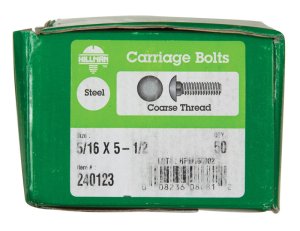 HILLMAN
Carriage Bolts
Steel
Coarse Thread
Size
QTY
5/16 X 5-1/2
50
Item #
240123